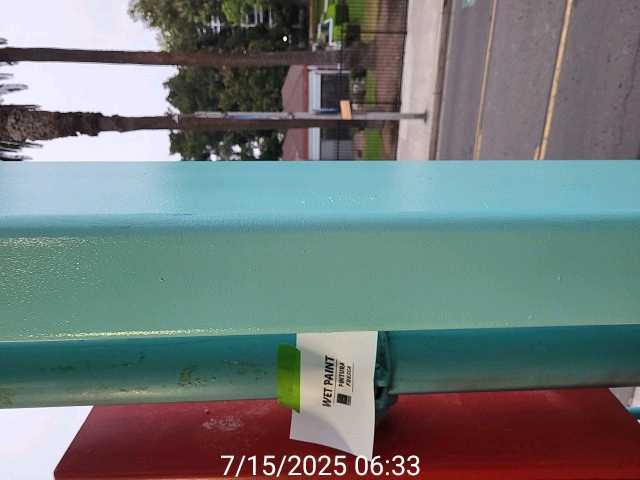 WET PAINT
PINTURA
FRESCA
7/15/2025 06:33